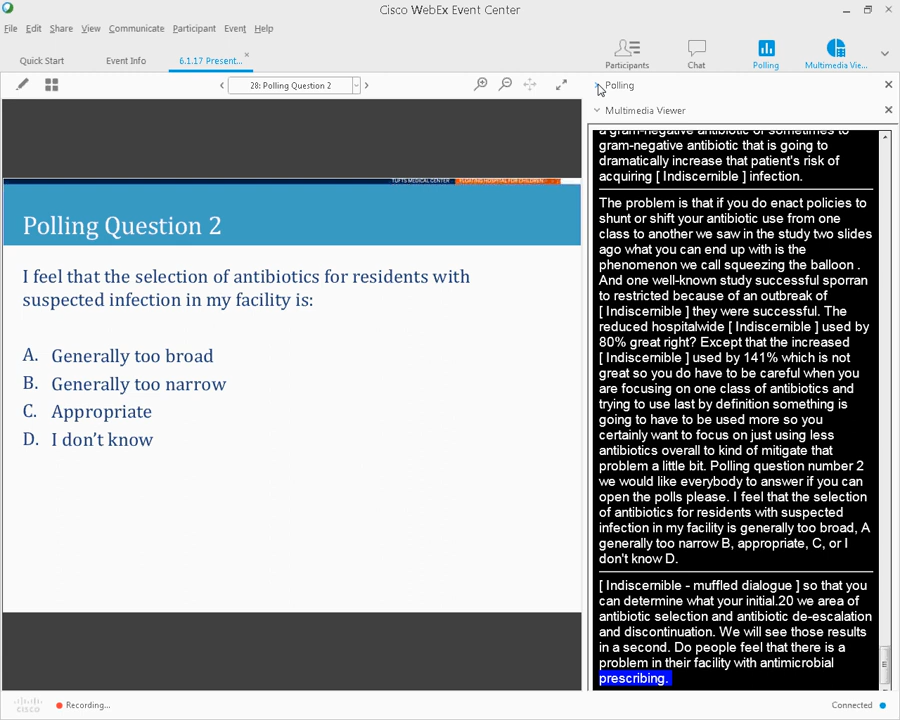 Cisco WebEx Event Center
File Edit Share View Communicate Participant Event Help
Quick Start Event Info 6.1.17 Present...
Participants Chat Polling Multimedia Vie...
28: Polling Question 2
Polling
Multimedia Viewer
TUFTS MEDICAL CENTER FLOATING HOSPITAL FOR CHILDREN
Polling Question 2
I feel that the selection of antibiotics for residents with
suspected infection in my facility is:
A. Generally too broad
B. Generally too narrow
C. Appropriate
D. I don't know
a gram-negative antibiotic or sometimes to
gram-negative antibiotic that is going to
dramatically increase that patient's risk of
acquiring [ Indiscernible ] infection.
The problem is that if you do enact policies to
shunt or shift your antibiotic use from one
class to another we saw in the study two slides
ago what you can end up with is the
phenomenon we call squeezing the balloon .
And one well-known study successful sporran
to restricted because of an outbreak of
[ Indiscernible ] they were successful. The
reduced hospitalwide [ Indiscernible ] used by
80% great right? Except that the increased
[ Indiscernible ] used by 141% which is not
great so you do have to be careful when you
are focusing on one class of antibiotics and
trying to use last by definition something is
going to have to be used more so you
certainly want to focus on just using less
antibiotics overall to kind of mitigate that
problem a little bit. Polling question number 2
we would like everybody to answer if you can
open the polls please. I feel that the selection
of antibiotics for residents with suspected
infection in my facility is generally too broad, A
generally too narrow B, appropriate, C, or I
don't know D.
[ Indiscernible - muffled dialogue ] so that you
can determine what your initial.20 we area of
antibiotic selection and antibiotic de-escalation
and discontinuation. We will see those results
in a second. Do people feel that there is a
problem in their facility with antimicrobial
prescribing.
cisco Recording... Connected